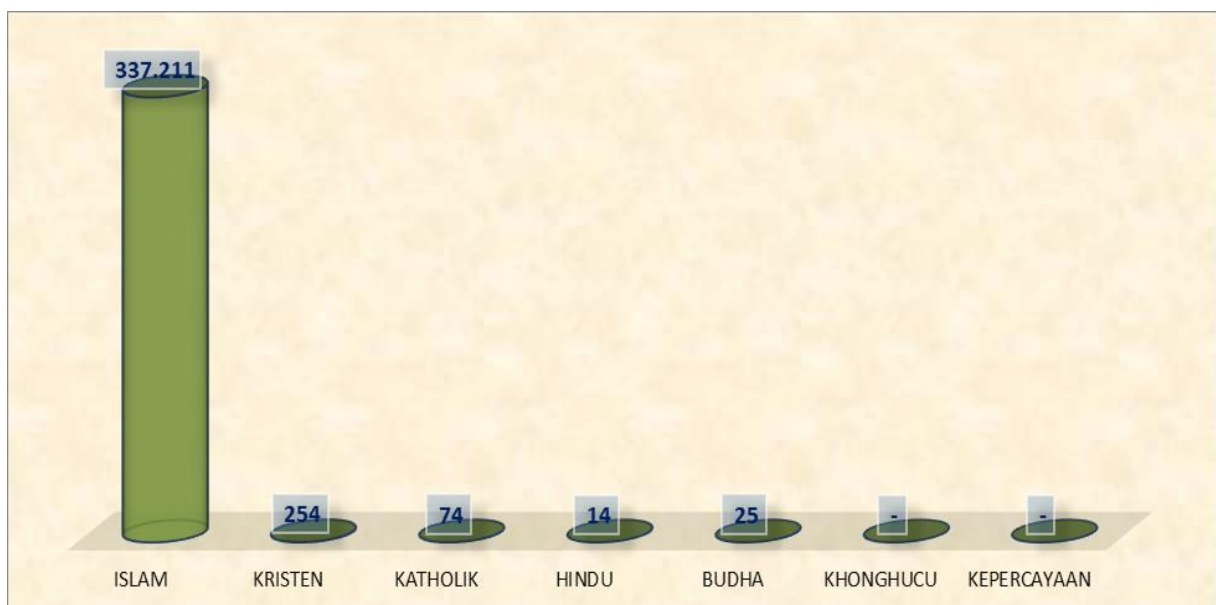 337.211
254 74 14 25 - -
ISLAM KRISTEN KATHOLIK HINDU BUDHA KHONGHUCU KEPERCAYAAN